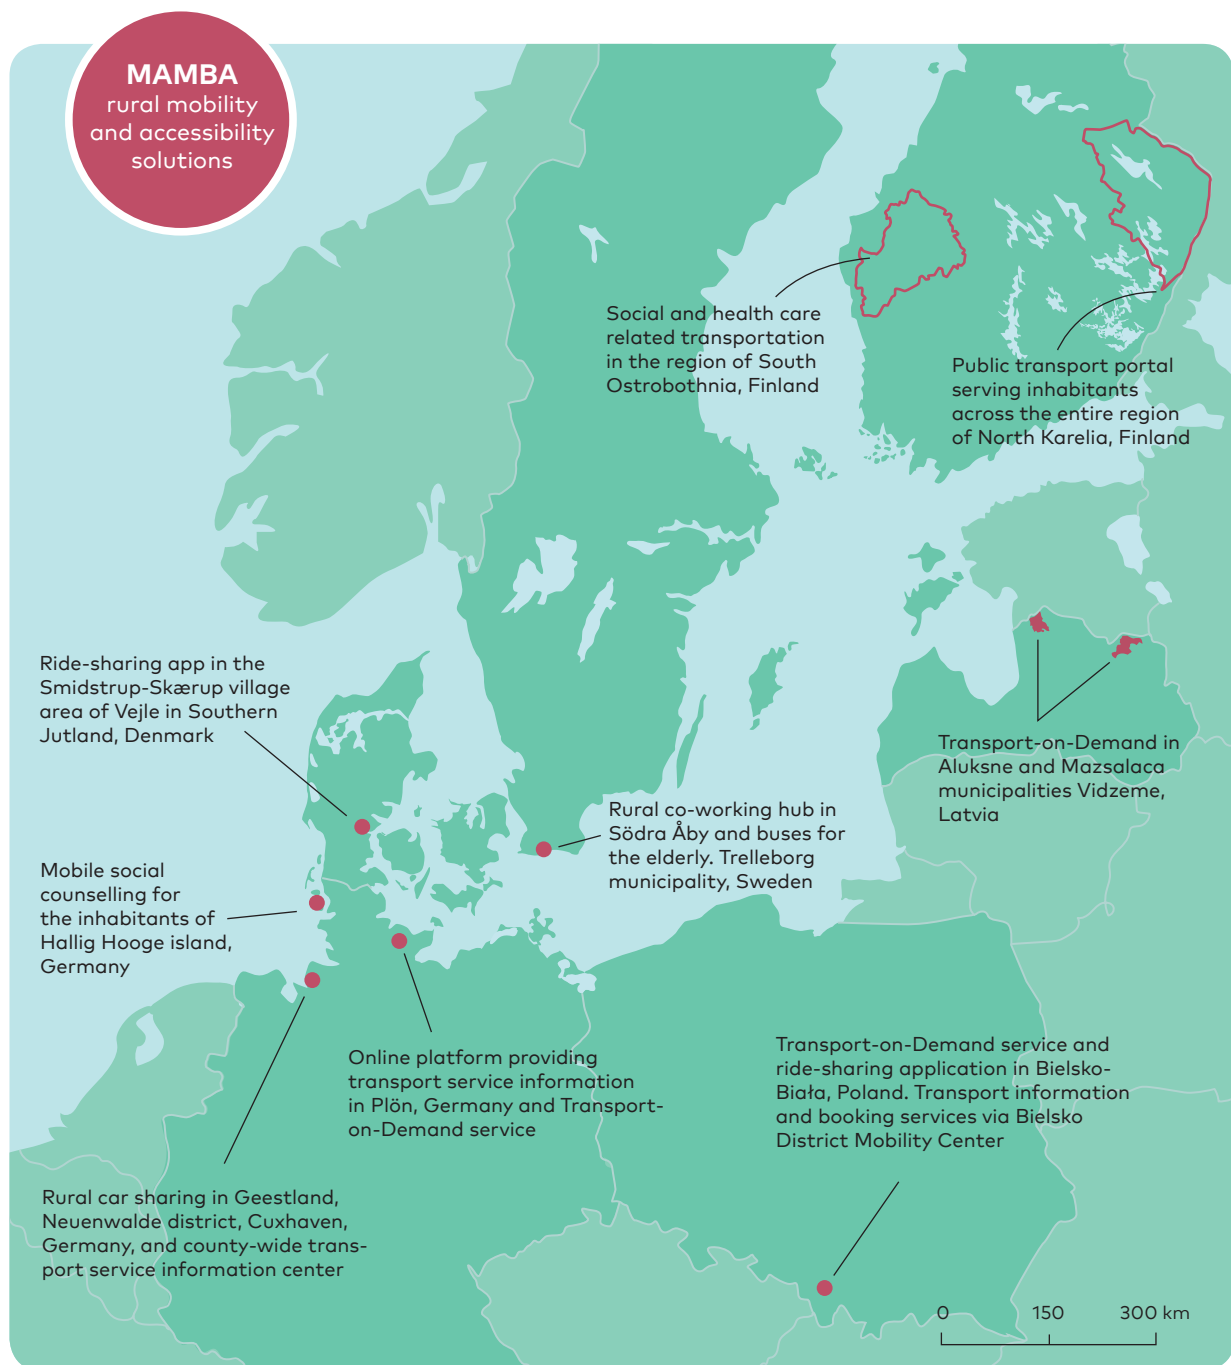 MAMBA
rural mobility
and accessibility
solutions
Social and health care
related transportation
in the region of South
Ostrobothnia, Finland
Public transport portal
serving inhabitants
across the entire region
of North Karelia, Finland
Ride-sharing app in the
Smidstrup-Skærup village
area of Vejle in Southern
Jutland, Denmark
Transport-on-Demand in
Aluksne and Mazsalaca
municipalities Vidzeme,
Latvia
Rural co-working hub in
Södra Åby and buses for
the elderly. Trelleborg
municipality, Sweden
Mobile social
counselling for
the inhabitants of
Hallig Hooge island,
Germany
Online platform providing
transport service information
in Plön, Germany and Transport-
on-Demand service
Transport-on-Demand service and
ride-sharing application in Bielsko-
Biała, Poland. Transport information
and booking services via Bielsko
District Mobility Center
Rural car sharing in Geestland,
Neuenwalde district, Cuxhaven,
Germany, and county-wide trans-
port service information center
0 150 300 km